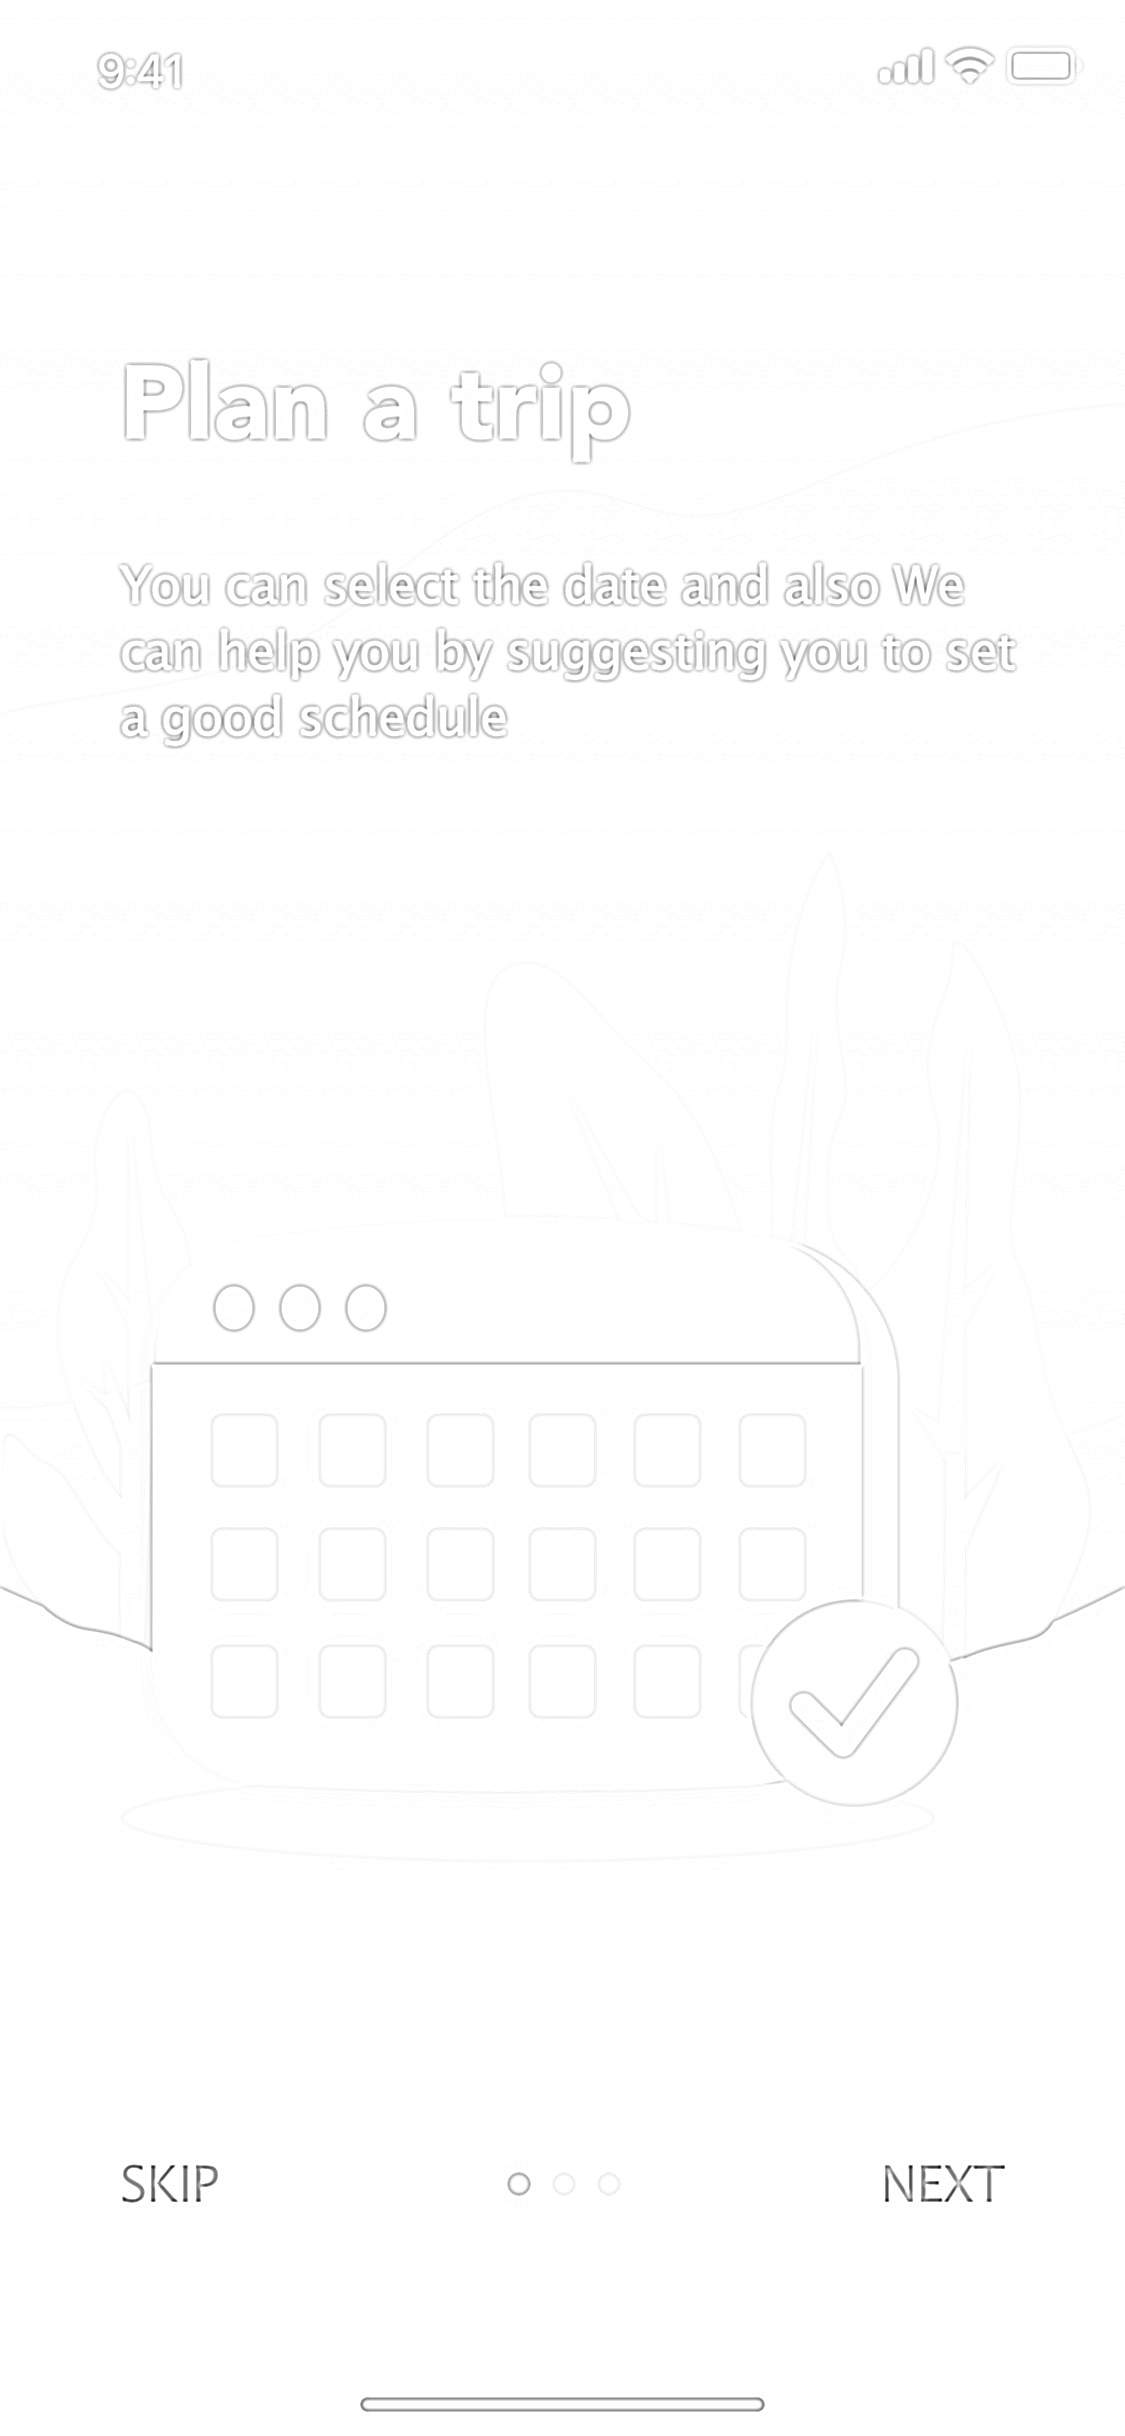 9:41
Plan a trip
You can select the date and also We
can help you by suggesting you to set
a good schedule
SKIP
NEXT